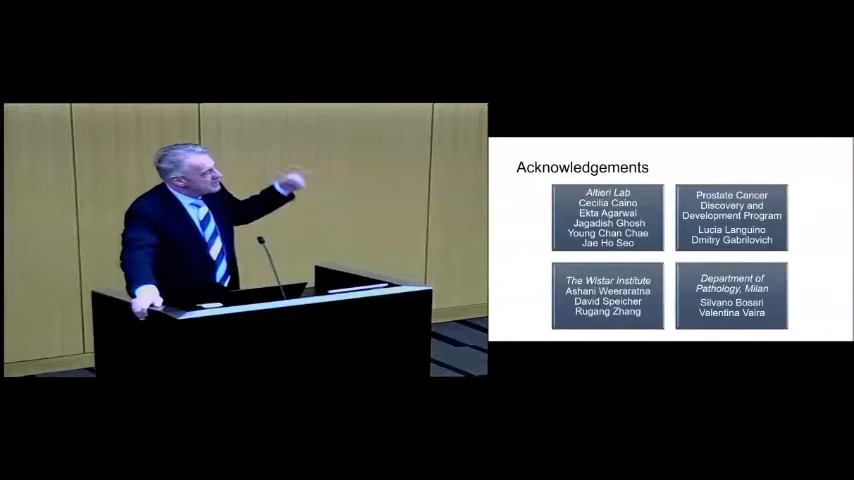 Acknowledgements
Altieri Lab
Cecilia Caino
Ekta Agarwal
Jagadish Ghosh
Young Chan Chae
Jae Ho Seo
Prostate Cancer
Discovery and
Development Program
Lucia Languino
Dmitry Gabrilovich
The Wistar Institute
Ashani Weeraratna
David Speicher
Rugang Zhang
Department of
Pathology, Milan
Silvano Bosari
Valentina Vaira